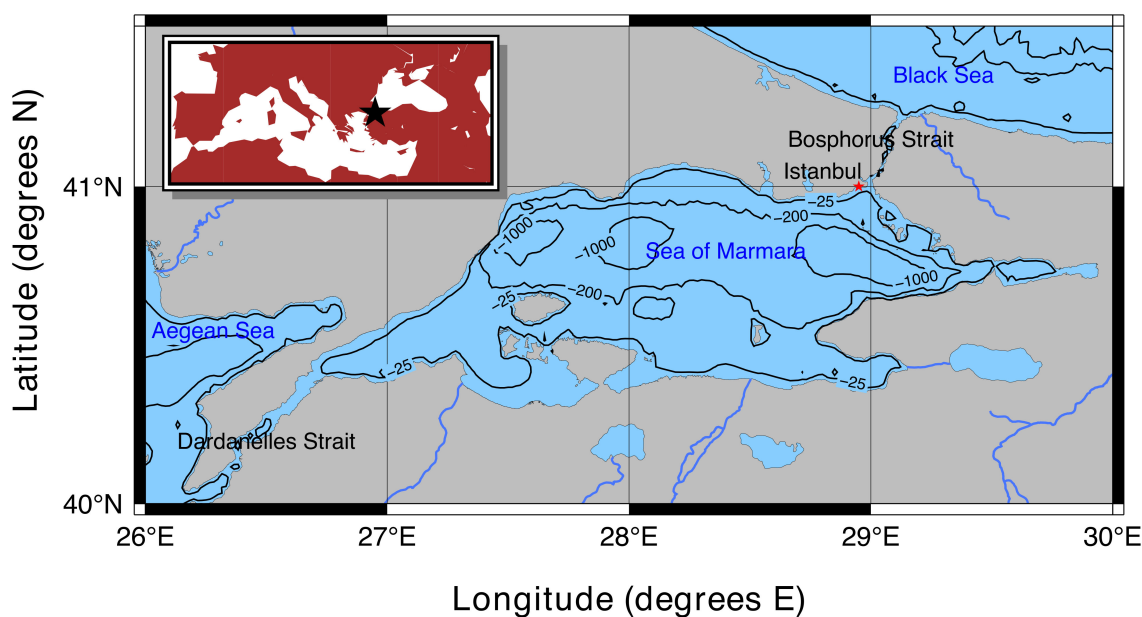 Black Sea
Bosphorus Strait
Istanbul
41°N
−25
−200
−1000
−1000
Sea of Marmara
−1000
−200
−25
Aegean Sea
−25
−25
Dardanelles Strait
40°N
26°E
27°E
28°E
29°E
30°E
Latitude (degrees N)
Longitude (degrees E)